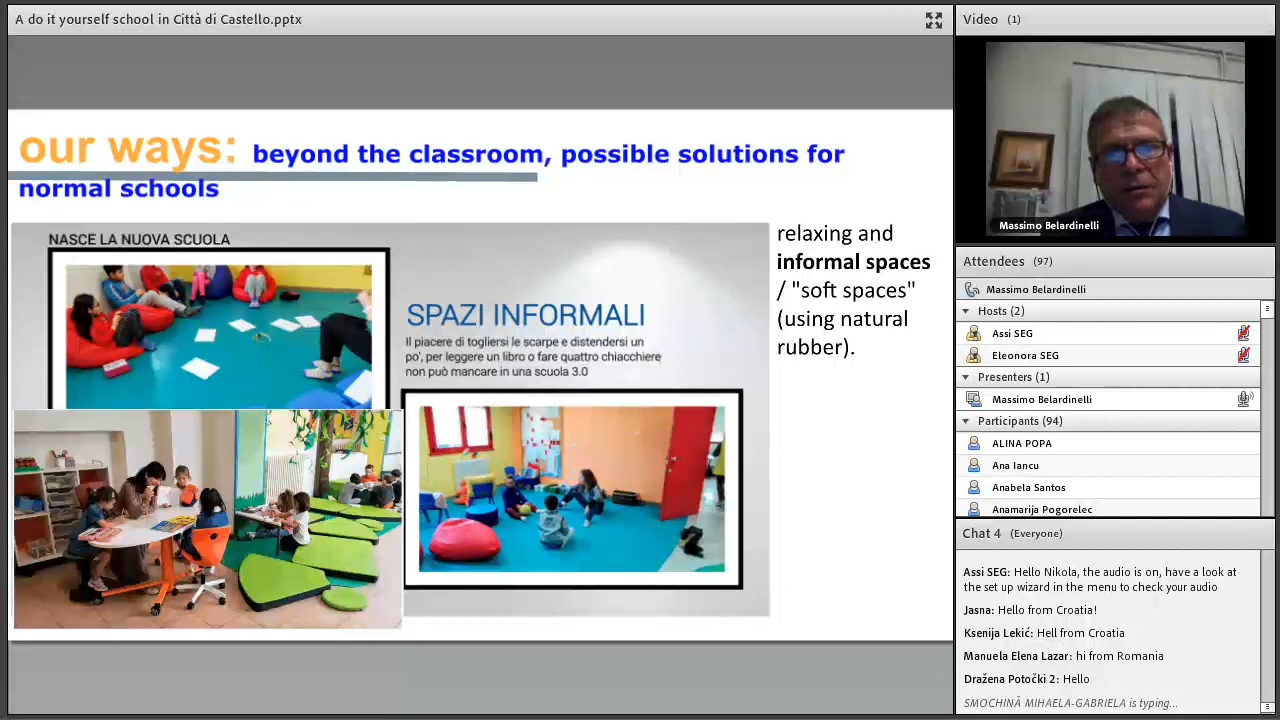 A do it yourself school in Città di Castello.pptx
our ways: beyond the classroom, possible solutions for
normal schools
NASCE LA NUOVA SCUOLA
SPAZI INFORMALI
Il piacere di togliersi le scarpe e distendersi un
po', per leggere un libro o fare quattro chiacchiere
non può mancare in una scuola 3.0
relaxing and
informal spaces
/ "soft spaces"
(using natural
rubber).
Video (1)
Massimo Belardinelli
Attendees (97)
Massimo Belardinelli
Hosts (2)
Assi SEG
Eleonora SEG
Presenters (1)
Massimo Belardinelli
Participants (94)
ALINA POPA
Ana Iancu
Anabela Santos
Anamarija Pogorelec
Chat 4 (Everyone)
Assi SEG: Hello Nikola, the audio is on, have a look at
the set up wizard in the menu to check your audio
Jasna: Hello from Croatia!
Ksenija Lekić: Hell from Croatia
Manuela Elena Lazar: hi from Romania
Dražena Potočki 2: Hello
SMOCHINĂ MIHAELA-GABRIELA is typing...